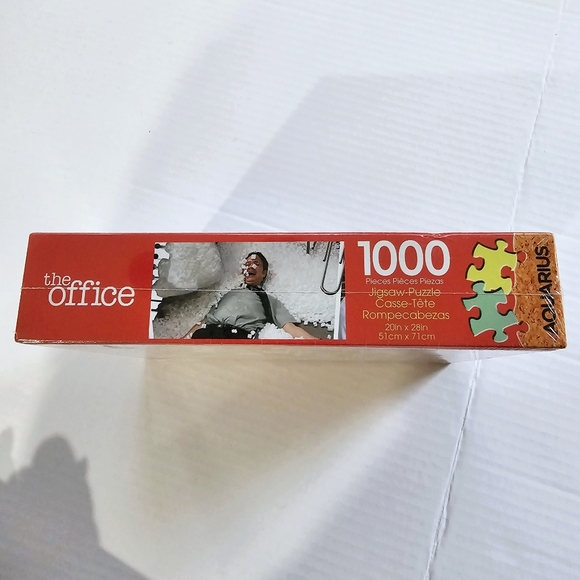 the
office
1000
Pieces Pièces Piezas
Jigsaw Puzzle
Casse-Tête
Rompecabezas
20in x 28in
51cm x 71cm
AQUARIUS